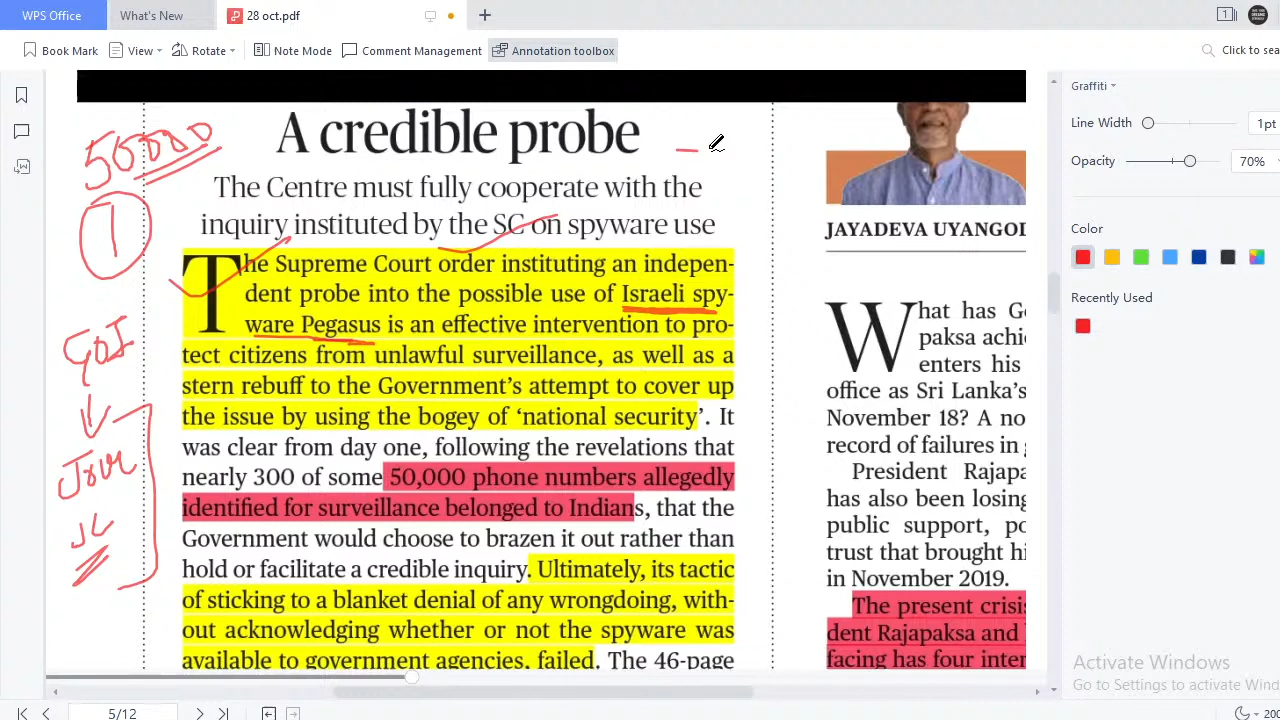 WPS Office
What's New
28 oct.pdf
1
Book Mark
View
Rotate
Note Mode
Comment Management
Annotation toolbox
Click to sea
A credible probe
The Centre must fully cooperate with the
inquiry instituted by the SC on spyware use
The Supreme Court order instituting an indepen-
dent probe into the possible use of Israeli spy-
ware Pegasus is an effective intervention to pro-
tect citizens from unlawful surveillance, as well as a
stern rebuff to the Government's attempt to cover up
the issue by using the bogey of 'national security'. It
was clear from day one, following the revelations that
nearly 300 of some 50,000 phone numbers allegedly
identified for surveillance belonged to Indians, that the
Government would choose to brazen it out rather than
hold or facilitate a credible inquiry. Ultimately, its tactic
of sticking to a blanket denial of any wrongdoing, with-
out acknowledging whether or not the spyware was
available to government agencies, failed. The 46-page
50000
1
GOI
SC
JAYADEVA UYANGOD
What has Go
paksa achi
enters his
office as Sri Lanka's
November 18? A no
record of failures in g
President Rajapa
has also been losing
public support, po
trust that brought hi
in November 2019.
The present crisis
dent Rajapaksa and
facing has four inter
Graffiti
Line Width
1pt
Opacity
70%
Color
Recently Used
Activate Windows
Go to Settings to activate Wind
5/12
200